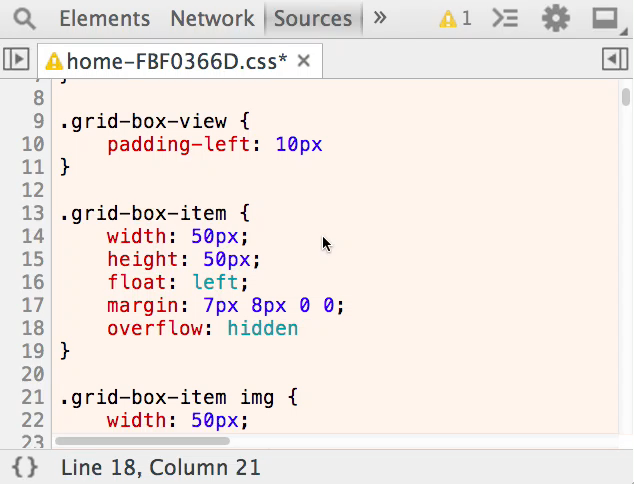 Elements Network Sources » 1
home-FBF0366D.css* ×
}
8
9 .grid-box-view {
10 padding-left: 10px
11 }
12
13 .grid-box-item {
14 width: 50px;
15 height: 50px;
16 float: left;
17 margin: 7px 8px 0 0;
18 overflow: hidden
19 }
20
21 .grid-box-item img {
22 width: 50px;
23
{} Line 18, Column 21